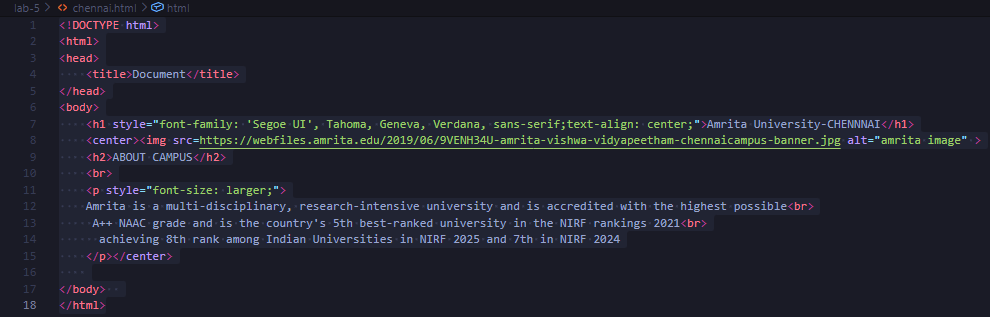 lab-5 > <> chennai.html > html
1 <!DOCTYPE html>
2 <html>
3 <head>
4     <title>Document</title>
5 </head>
6 <body>
7     <h1 style="font-family: 'Segoe UI', Tahoma, Geneva, Verdana, sans-serif;text-align: center;">Amrita University-CHENNNAI</h1>
8     <center><img src=https://webfiles.amrita.edu/2019/06/9VENH34U-amrita-vishwa-vidyapeetham-chennaicampus-banner.jpg alt="amrita image" >
9     <h2>ABOUT CAMPUS</h2>
10     <br>
11     <p style="font-size: larger;">
12     Amrita is a multi-disciplinary, research-intensive university and is accredited with the highest possible<br>
13      A++ NAAC grade and is the country's 5th best-ranked university in the NIRF rankings 2021<br>
14       achieving 8th rank among Indian Universities in NIRF 2025 and 7th in NIRF 2024
15     </p></center>
16
17 </body>
18 </html>